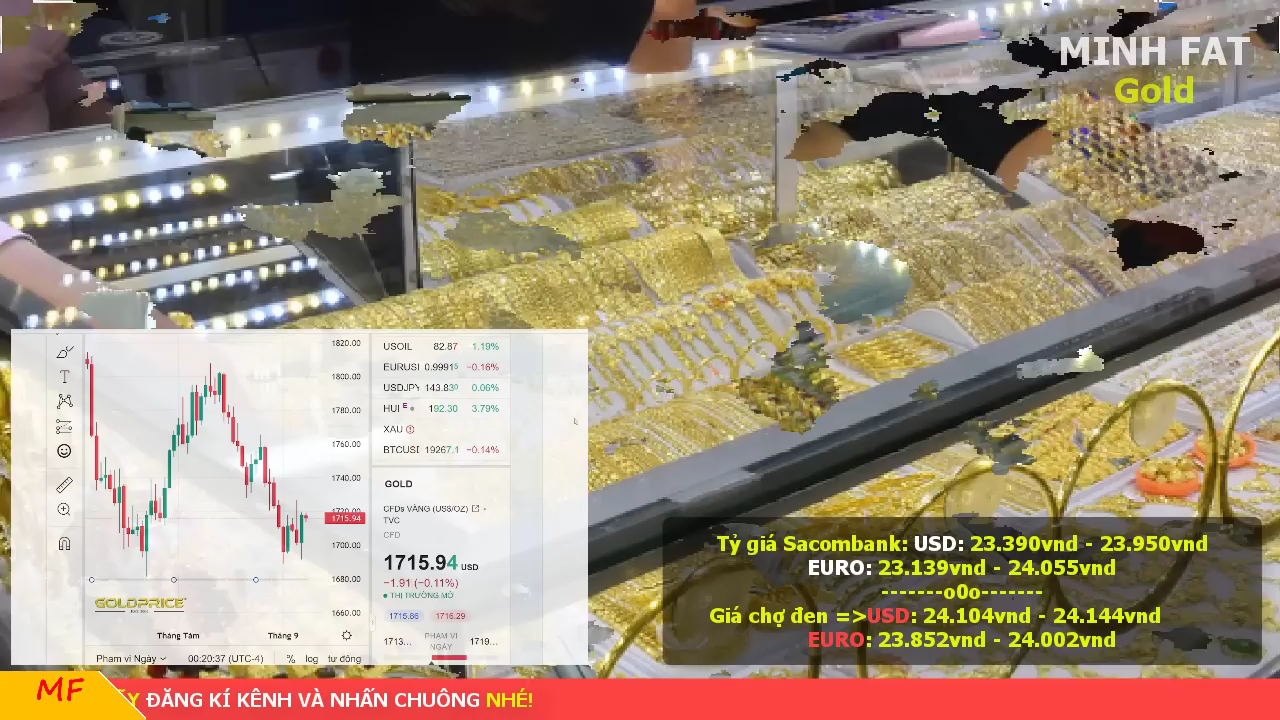 MINH FAT
Gold
1820.00
1800.00
1780.00
1760.00
1740.00
1715.94
1700.00
1680.00
1660.00
USOIL 82.87 1.19%
0.99915 −0.16%
USDJPY 143.830 0.06%
HUI E 192.30 3.79%
XAU
19267.1 −0.14%
GOLD
CFDs VÀNG (US$/OZ) -
TVC
CFD
1715.94 USD
−1.91 (−0.11%)
THỊ TRƯỜNG MỞ
1715.86 1716.29
1713... PHẠM VI NGÀY 1719...
GOLDPRICE
Tháng Tám Tháng 9
Phạm vi Ngày 00:20:37 (UTC-4) % log tự động
Tỷ giá Sacombank: USD: 23.390vnd - 23.950vnd
EURO: 23.139vnd - 24.055vnd
-------o0o-------
Giá chợ đen =>USD: 24.104vnd - 24.144vnd
EURO: 23.852vnd - 24.002vnd
MF
ĐĂNG KÍ KÊNH VÀ NHẤN CHUÔNG NHÉ!